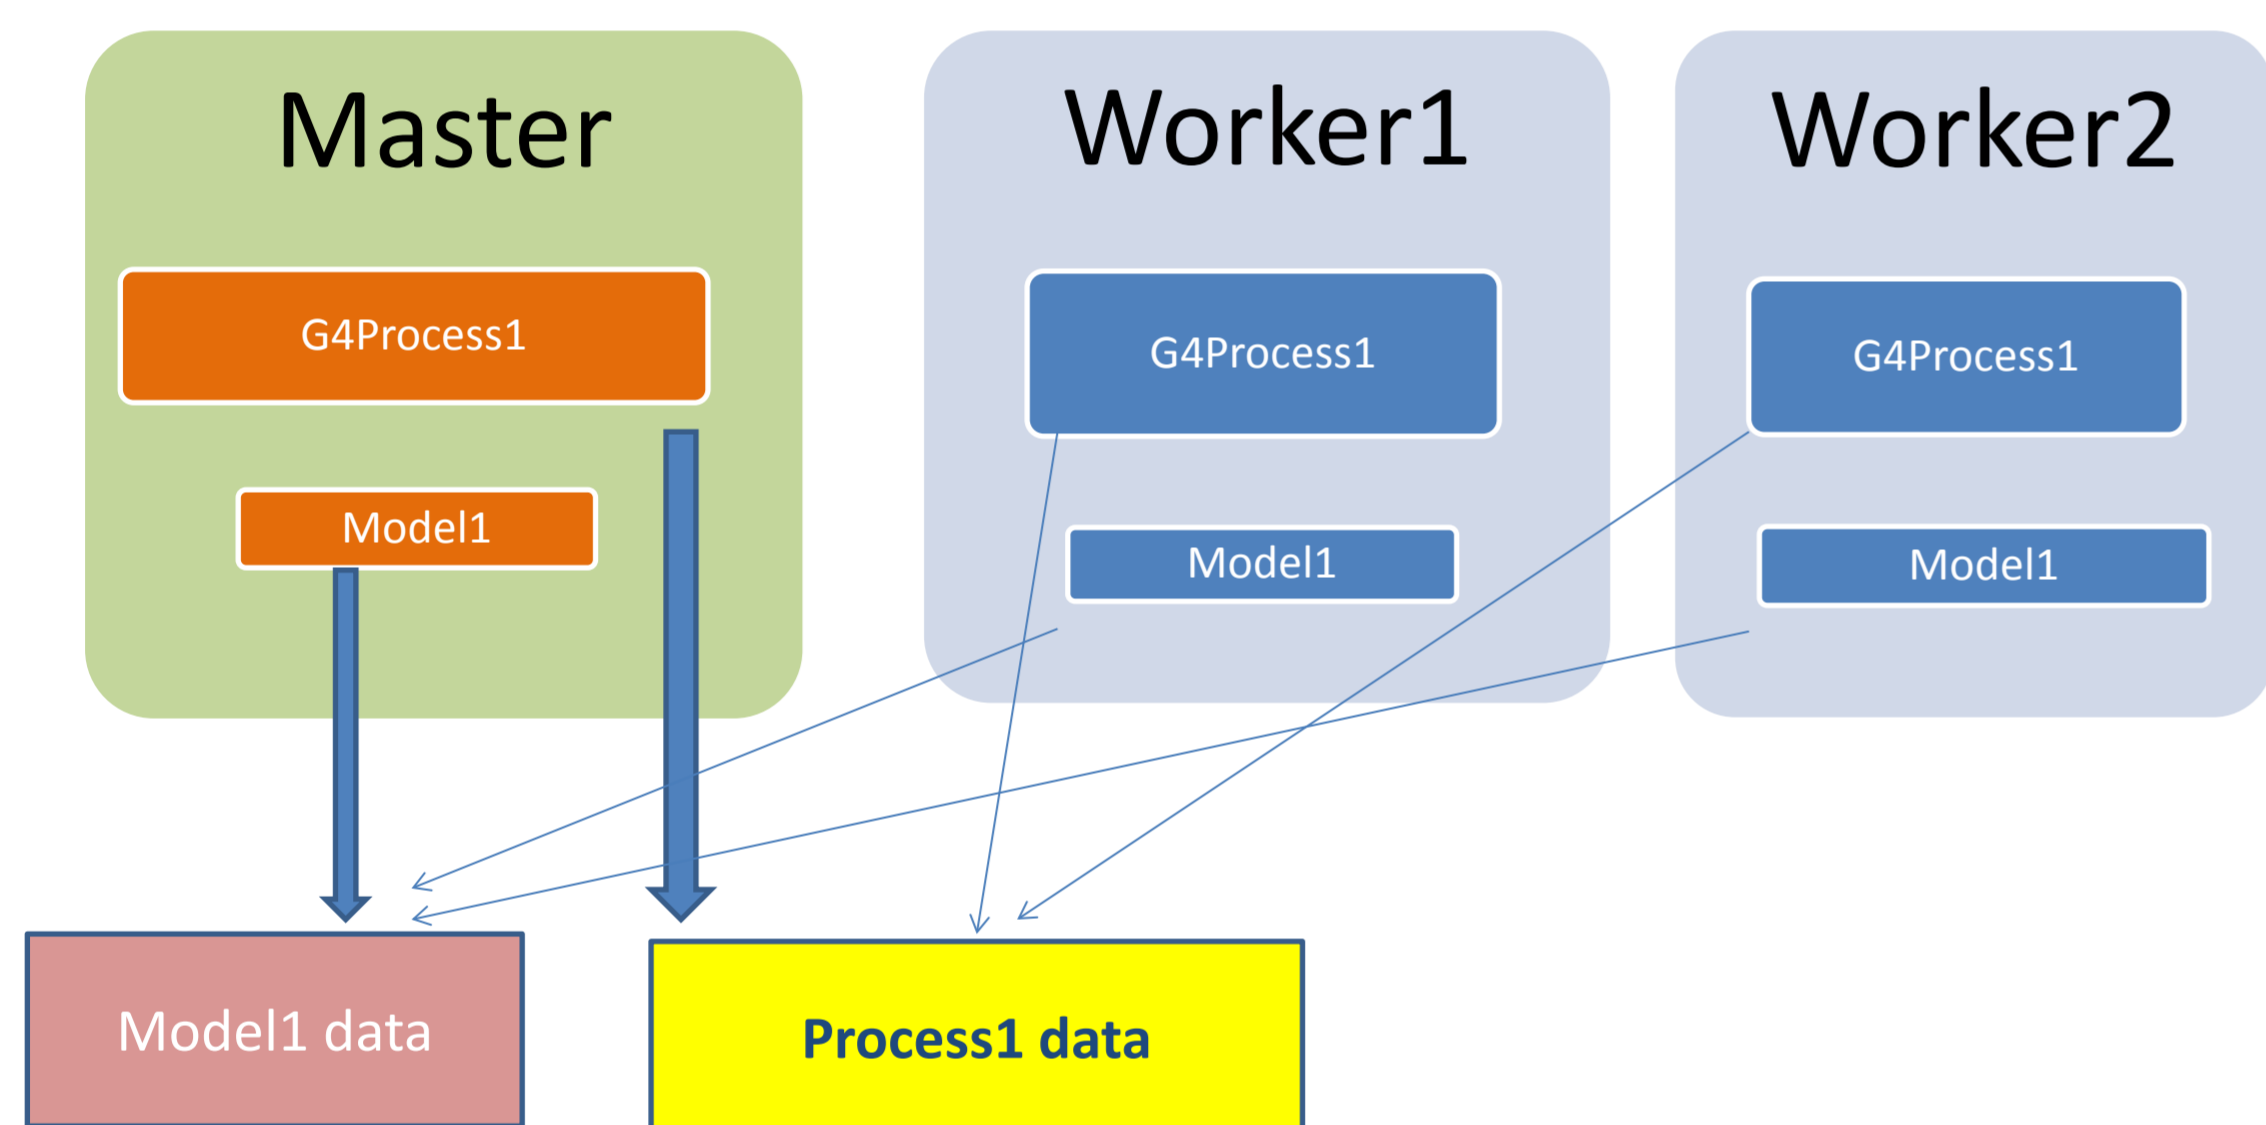 Master
G4Process1
Model1
Worker1
G4Process1
Model1
Worker2
G4Process1
Model1
Model1 data
Process1 data